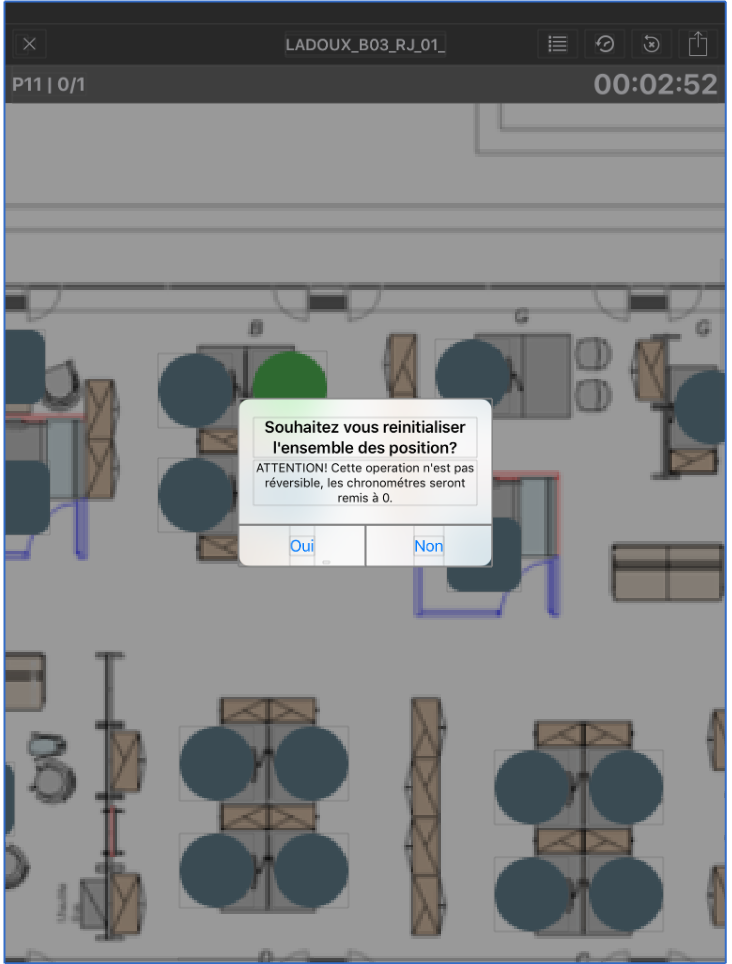 LADOUX_B03_RJ_01_
P11 | 0/1
00:02:52
B
G
G
Souhaitez vous reinitialiser
l'ensemble des position?
ATTENTION! Cette operation n'est pas
réversible, les chronométres seront
remis à 0.
Oui
Non